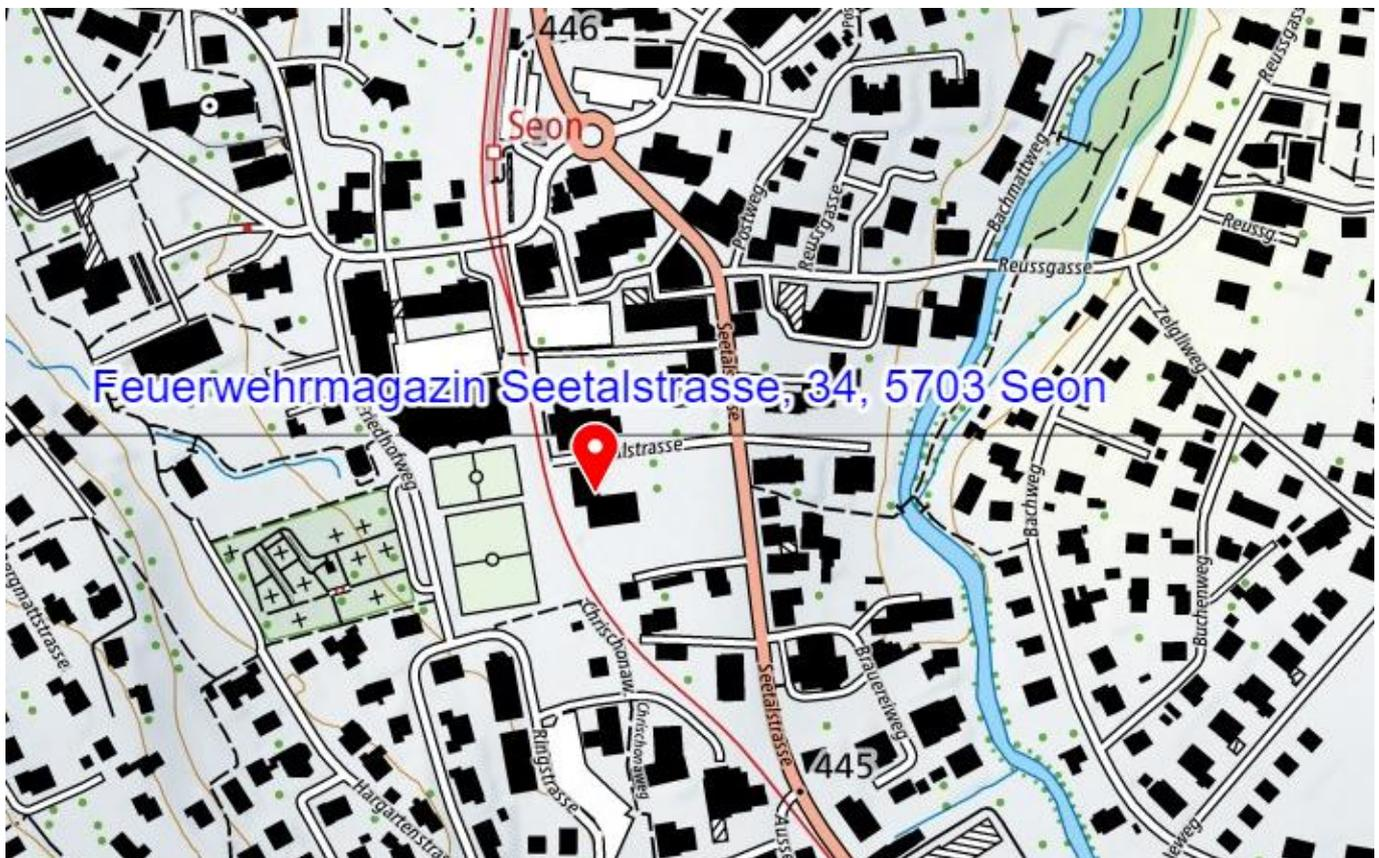 446
Seon
Reussgasse
Bachmattweg
Postweg
Reussgasse
Reussg.
Reussgasse
Zelgliweg
Feuerwehrmagazin Seetalstrasse, 34, 5703 Seon
Friedhofweg
Bachweg
Buchenweg
Chrischonaw.
Chrischonaweg
Seetalstrasse
Brauereiweg
Ringstrasse
445